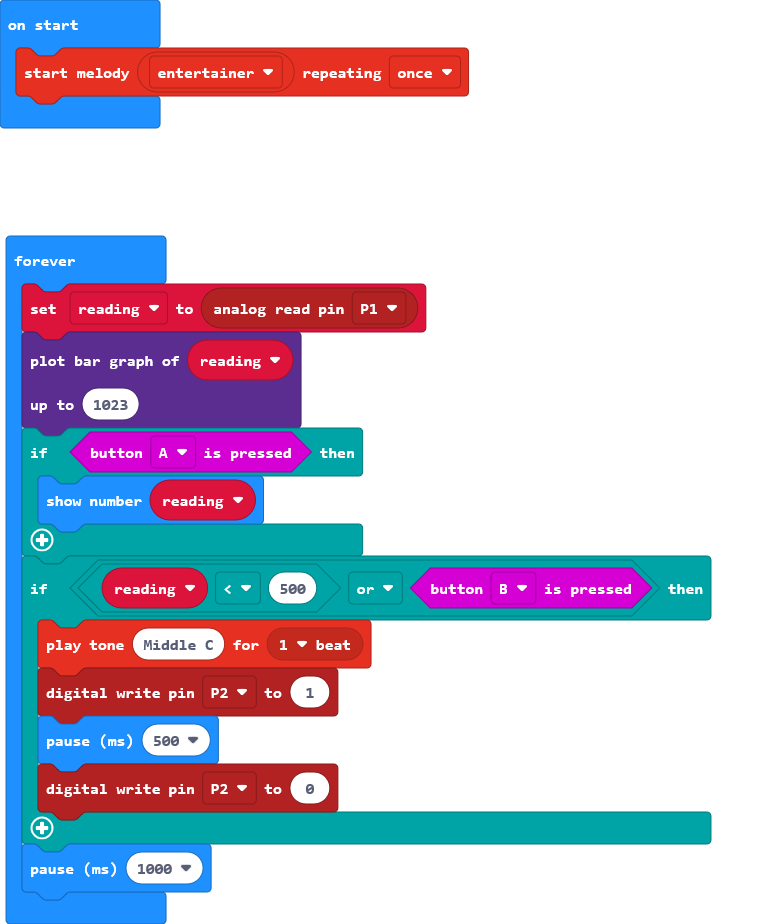 on start
start melody entertainer repeating once
forever
set reading to analog read pin P1
plot bar graph of reading
up to 1023
if button A is pressed then
show number reading
if reading < 500 or button B is pressed then
play tone Middle C for 1 beat
digital write pin P2 to 1
pause (ms) 500
digital write pin P2 to 0
pause (ms) 1000